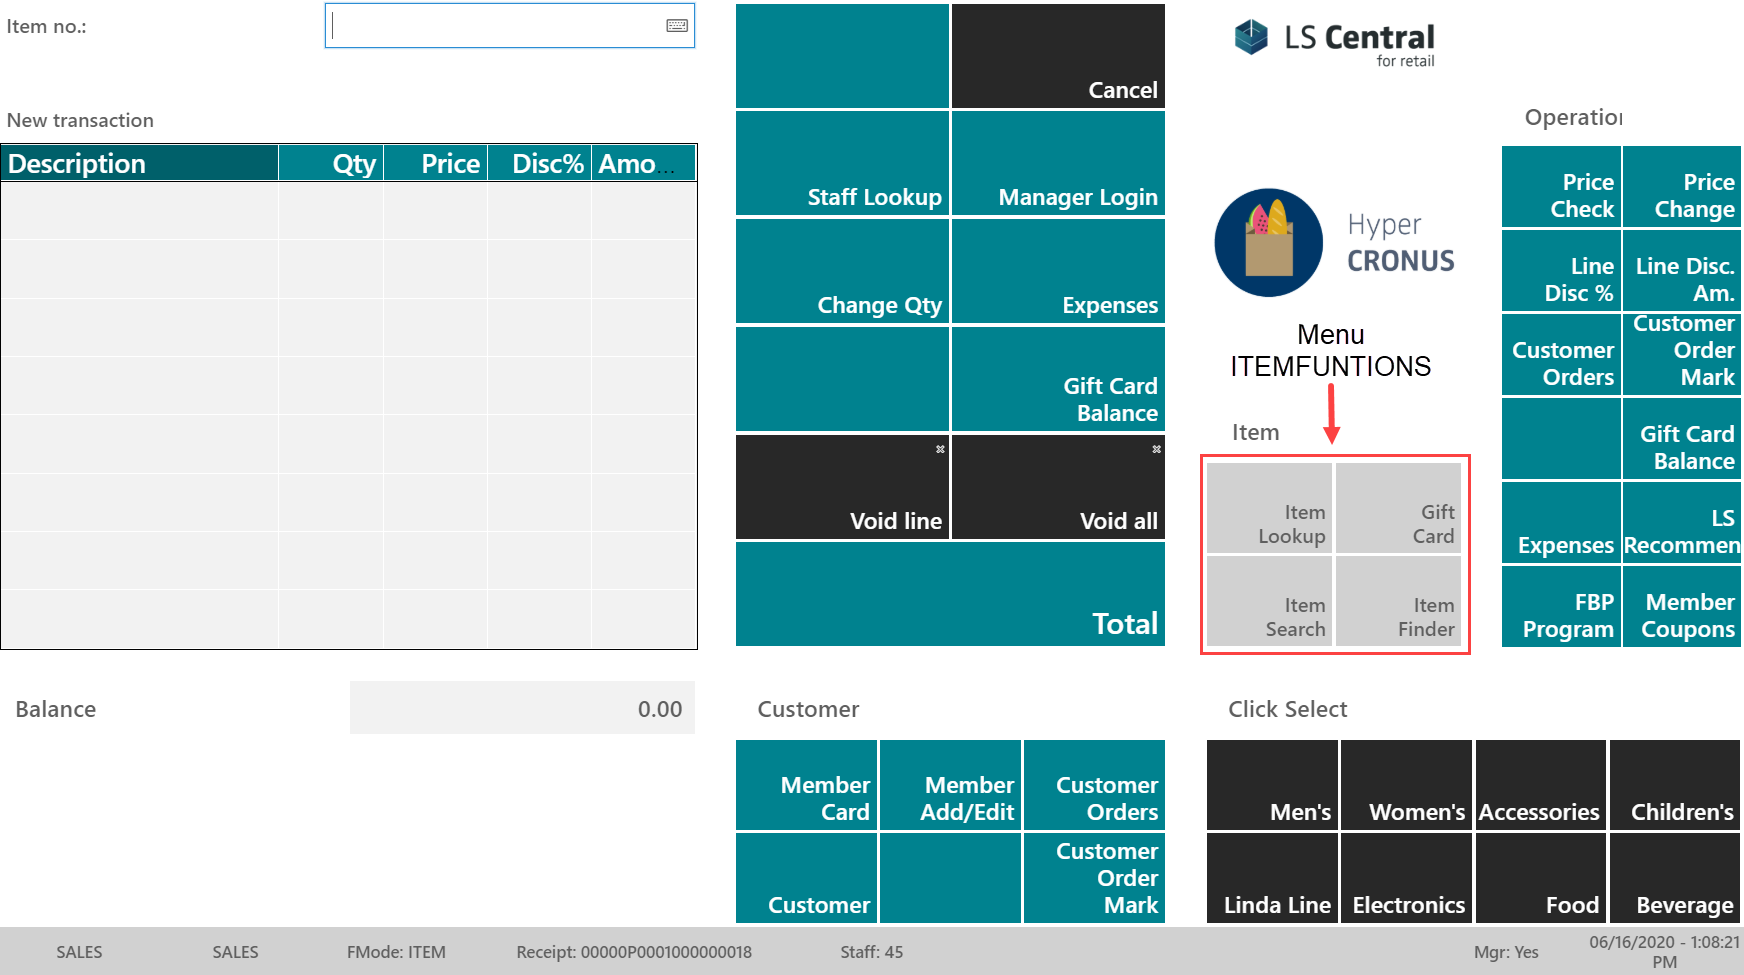 Item no.:
New transaction
Description Qty Price Disc% Amo...
Balance 0.00
Cancel
Staff Lookup
Manager Login
Change Qty
Expenses
Gift Card
Balance
Void line
Void all
Total
Customer
Member
Card
Member
Add/Edit
Customer
Orders
Customer
Customer
Order
Mark
LS Central
for retail
Hyper
CRONUS
Menu
ITEMFUNTIONS
Item
Item
Lookup
Gift
Card
Item
Search
Item
Finder
Operation
Price
Check
Price
Change
Line
Disc %
Line Disc.
Am.
Customer
Orders
Customer
Order
Mark
Gift Card
Balance
Expenses
LS
Recommen
FBP
Program
Member
Coupons
Click Select
Men's
Women's
Accessories
Children's
Linda Line
Electronics
Food
Beverage
SALES SALES FMode: ITEM Receipt: 00000P0001000000018 Staff: 45 Mgr: Yes 06/16/2020 - 1:08:21
PM